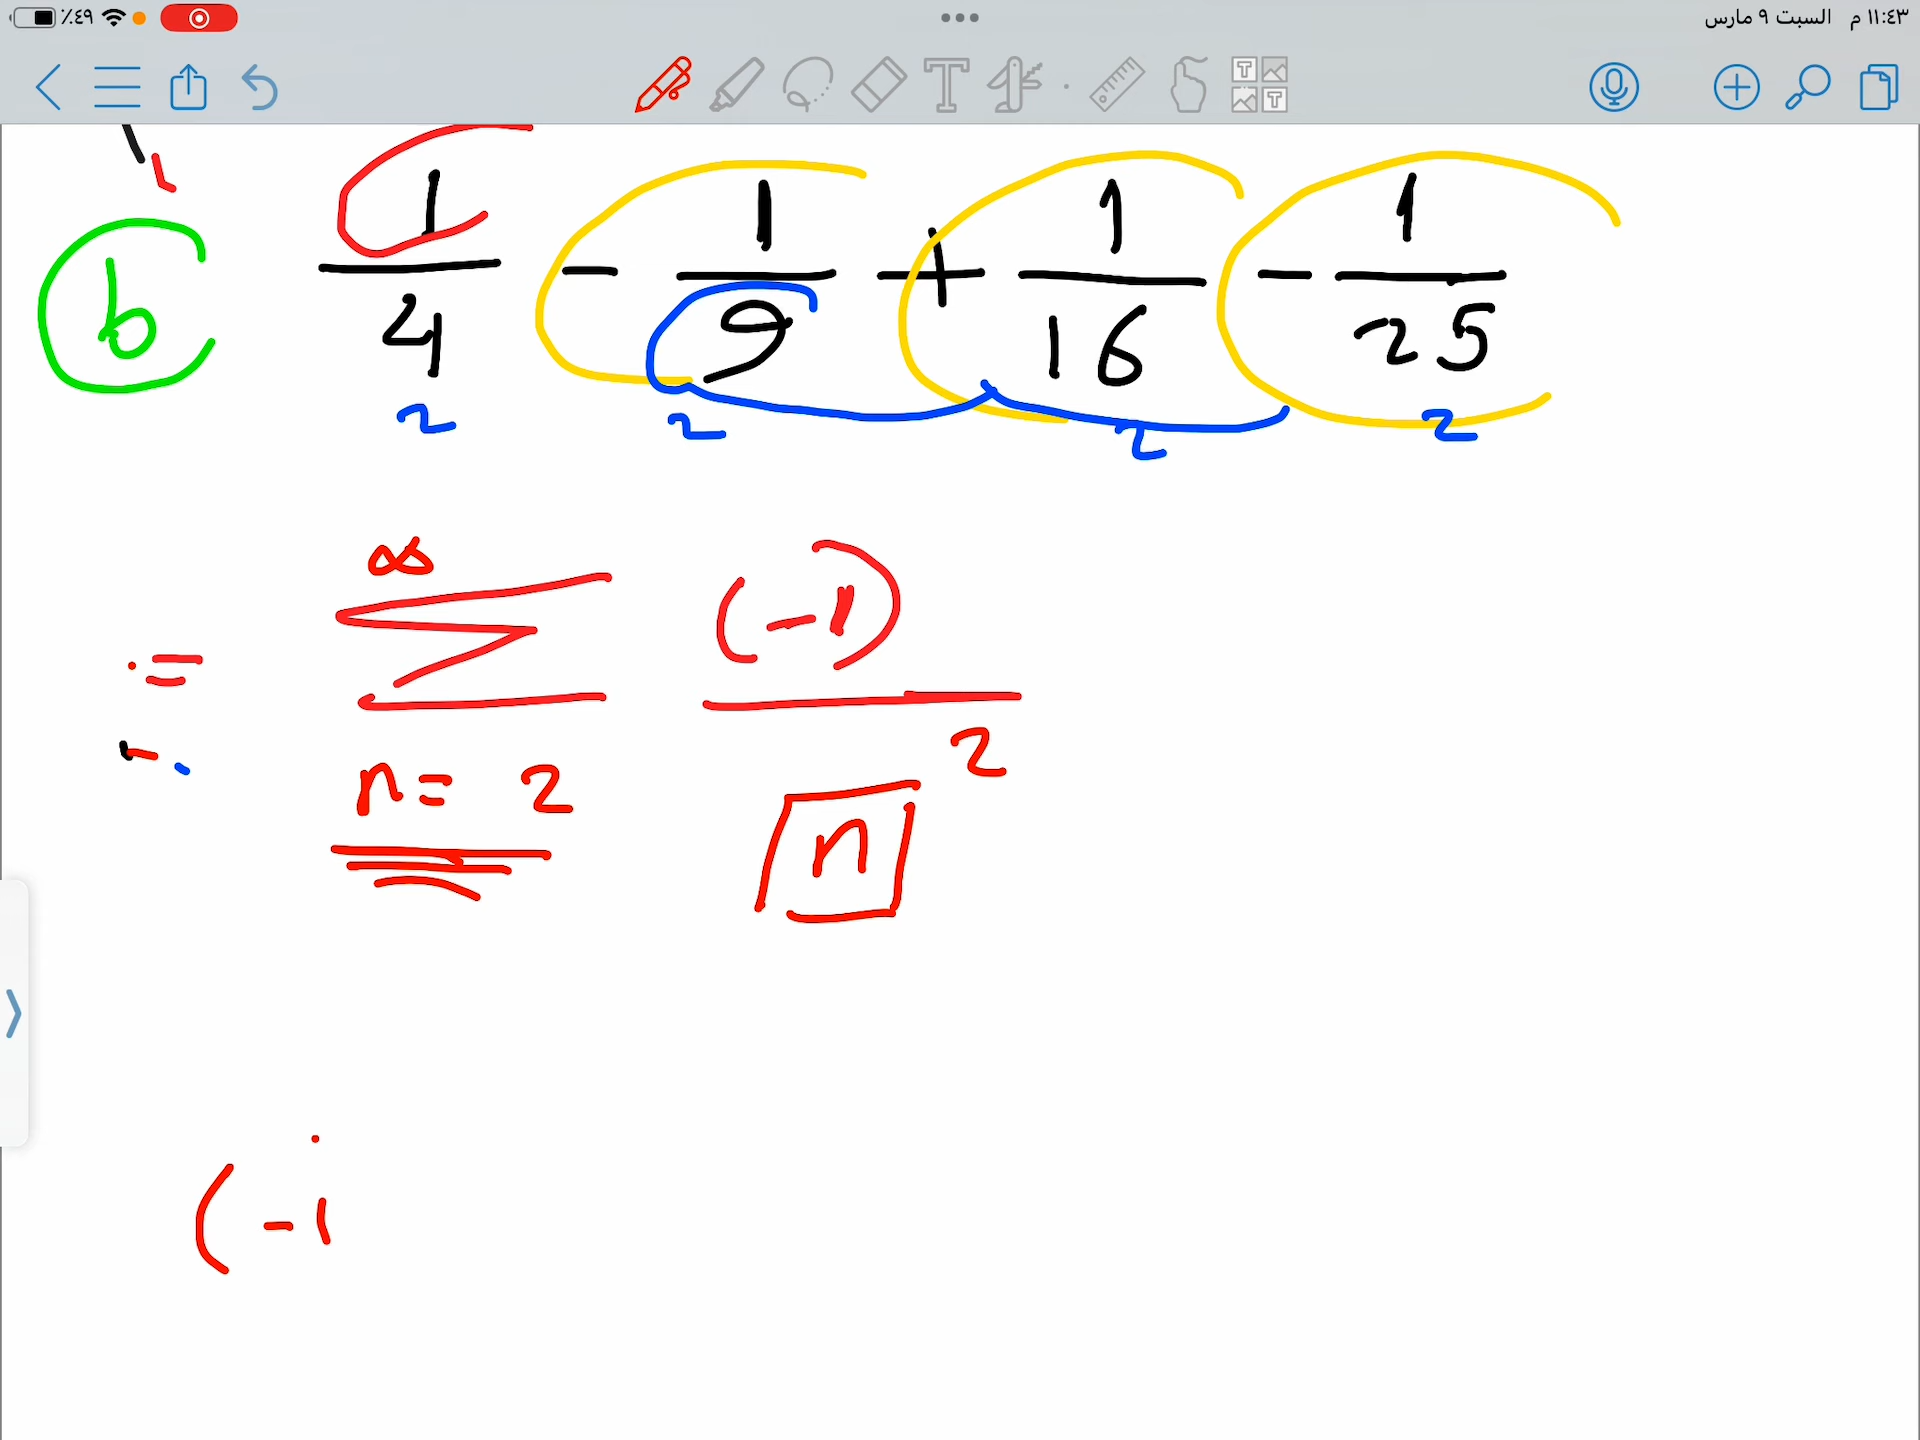 ٪٤٩ السبت ٩ مارس ١١:٤٣ م
b 1/4 - 1/9 + 1/16 - 1/25
2 2 2 2
∞
= Σ (-1) / n²
n = 2
(-1